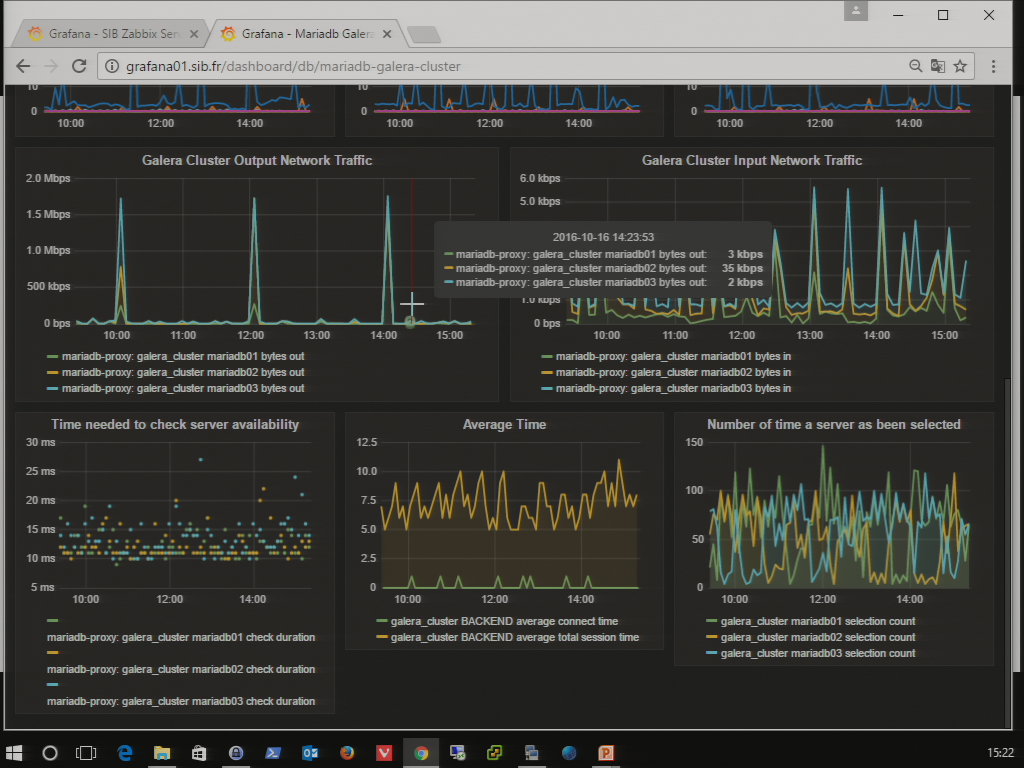 Grafana - SIB Zabbix Ser
Grafana - Mariadb Galera
grafana01.sib.fr/dashboard/db/mariadb-galera-cluster
10 10 10
0 0 0
10:00 12:00 14:00 10:00 12:00 14:00 10:00 12:00 14:00
Galera Cluster Output Network Traffic
2.0 Mbps
1.5 Mbps
1.0 Mbps
500 kbps
0 bps
10:00 11:00 12:00 13:00 14:00 15:00
mariadb-proxy: galera_cluster mariadb01 bytes out
mariadb-proxy: galera_cluster mariadb02 bytes out
mariadb-proxy: galera_cluster mariadb03 bytes out
Galera Cluster Input Network Traffic
6.0 kbps
5.0 kbps
1.0 kbps
0 bps
10:00 11:00 12:00 13:00 14:00 15:00
mariadb-proxy: galera_cluster mariadb01 bytes in
mariadb-proxy: galera_cluster mariadb02 bytes in
mariadb-proxy: galera_cluster mariadb03 bytes in
2016-10-16 14:23:53
mariadb-proxy: galera_cluster mariadb01 bytes out: 3 kbps
mariadb-proxy: galera_cluster mariadb02 bytes out: 35 kbps
mariadb-proxy: galera_cluster mariadb03 bytes out: 2 kbps
Time needed to check server availability
30 ms
25 ms
20 ms
15 ms
10 ms
5 ms
10:00 12:00 14:00
mariadb-proxy: galera_cluster mariadb01 check duration
mariadb-proxy: galera_cluster mariadb02 check duration
mariadb-proxy: galera_cluster mariadb03 check duration
Average Time
12.5
10.0
7.5
5.0
2.5
0
10:00 12:00 14:00
galera_cluster BACKEND average connect time
galera_cluster BACKEND average total session time
Number of time a server as been selected
150
100
50
0
10:00 12:00 14:00
galera_cluster mariadb01 selection count
galera_cluster mariadb02 selection count
galera_cluster mariadb03 selection count
15:22